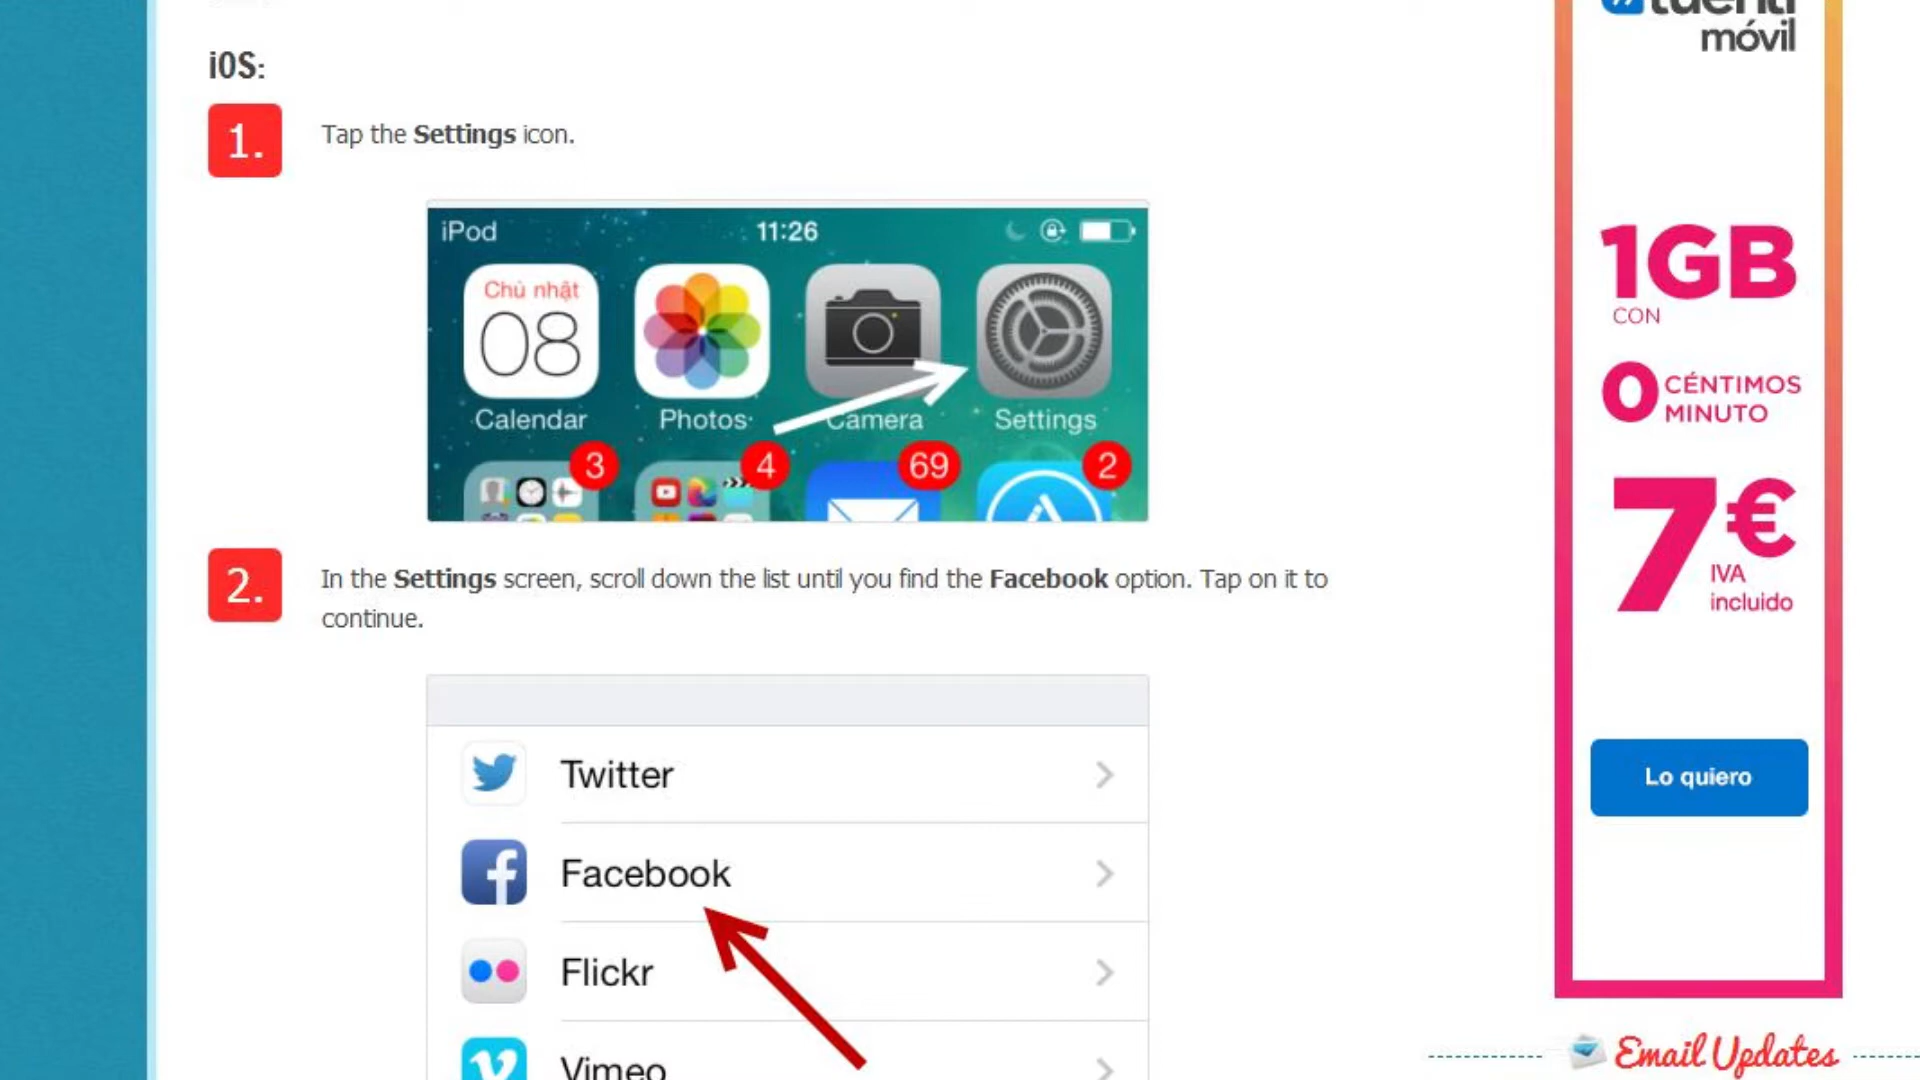 iOS:
1.
Tap the Settings icon.
iPod
11:26
Chủ nhật
08
Calendar
Photos
Camera
Settings
3
4
69
2
2.
In the Settings screen, scroll down the list until you find the Facebook option. Tap on it to
continue.
Twitter
Facebook
Flickr
Vimeo
tuenti
móvil
1GB
CON
0 CÉNTIMOS
MINUTO
7€
IVA
incluido
Lo quiero
Email Updates